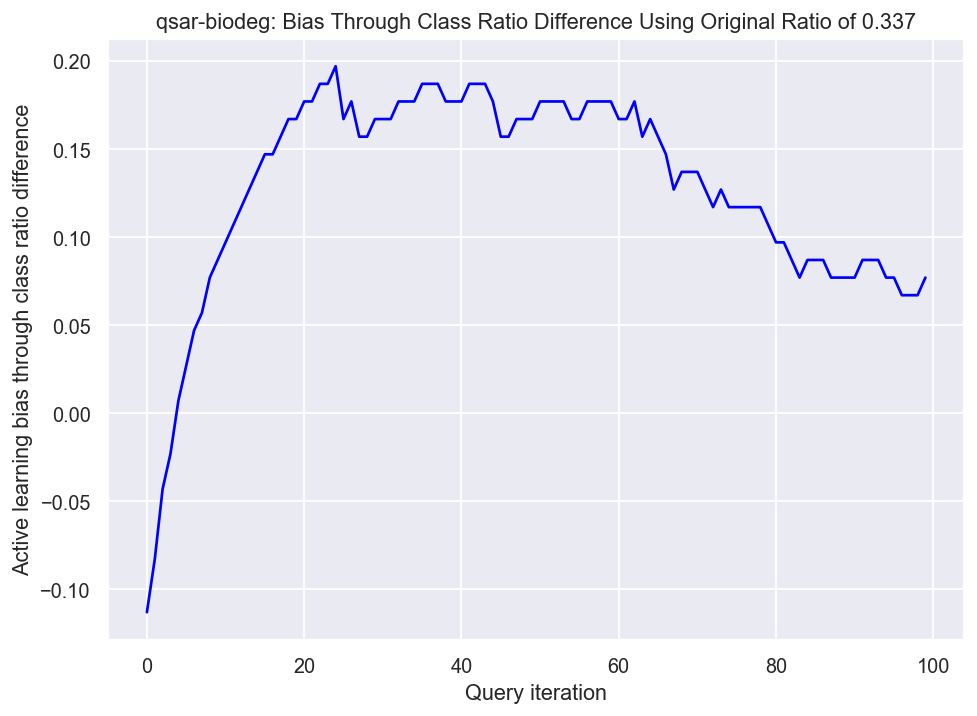 qsar-biodeg: Bias Through Class Ratio Difference Using Original Ratio of 0.337
Active learning bias through class ratio difference
0.20
0.15
0.10
0.05
0.00
−0.05
−0.10
0 20 40 60 80 100
Query iteration